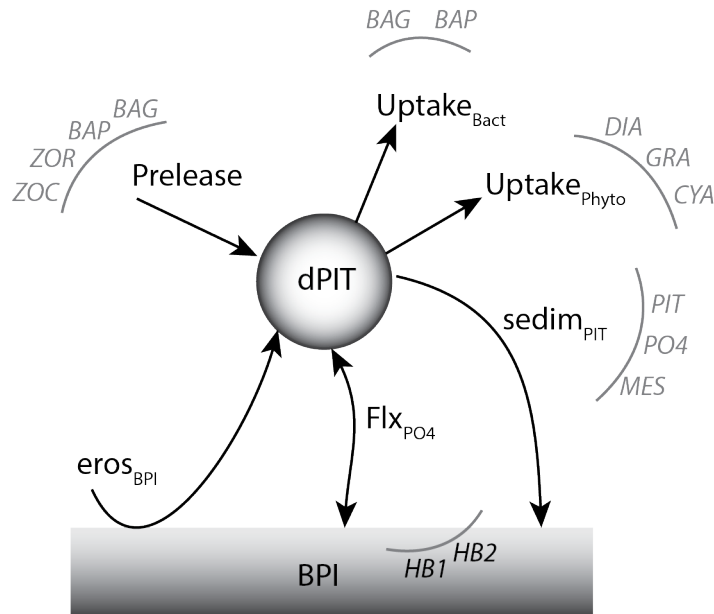 BAG BAP
Uptake Bact
DIA
GRA
CYA
Uptake Phyto
BAG
BAP
ZOR
ZOC
Prelease
dPIT
sedim PIT
PIT
PO4
MES
Flx PO4
eros BPI
HB1 HB2
BPI